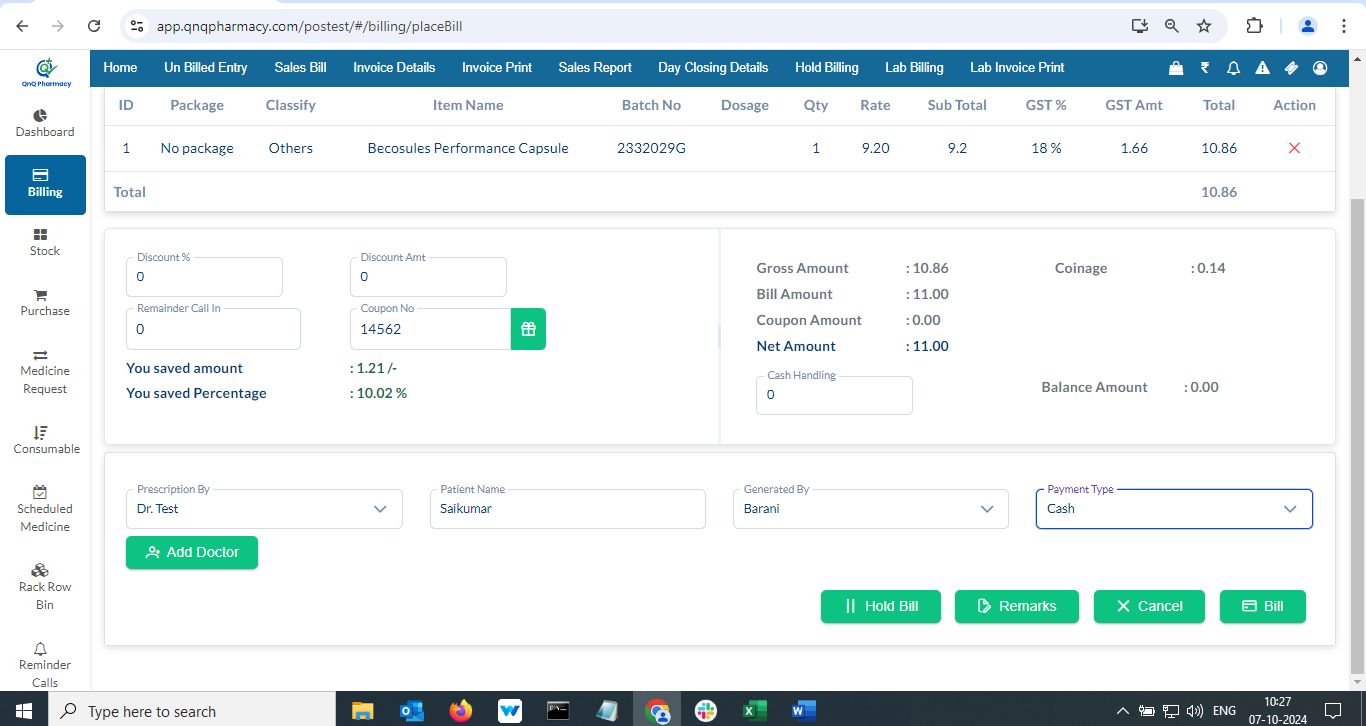 app.qnqpharmacy.com/postest/#/billing/placeBill
QnQ Pharmacy
Home Un Billed Entry Sales Bill Invoice Details Invoice Print Sales Report Day Closing Details Hold Billing Lab Billing Lab Invoice Print
Dashboard
Billing
Stock
Purchase
Medicine
Request
Consumable
Scheduled
Medicine
Rack Row
Bin
Reminder
Calls
ID Package Classify Item Name Batch No Dosage Qty Rate Sub Total GST % GST Amt Total Action
1 No package Others Becosules Performance Capsule 2332029G 1 9.20 9.2 18 % 1.66 10.86
Total 10.86
Discount % Discount Amt
0 0
Remainder Call In Coupon No
0 14562
You saved amount : 1.21 /-
You saved Percentage : 10.02 %
Gross Amount : 10.86 Coinage : 0.14
Bill Amount : 11.00
Coupon Amount : 0.00
Net Amount : 11.00
Cash Handling
0
Balance Amount : 0.00
Prescription By Patient Name Generated By Payment Type
Dr. Test Saikumar Barani Cash
Add Doctor
Hold Bill Remarks Cancel Bill
Type here to search
ENG
10:27
07-10-2024